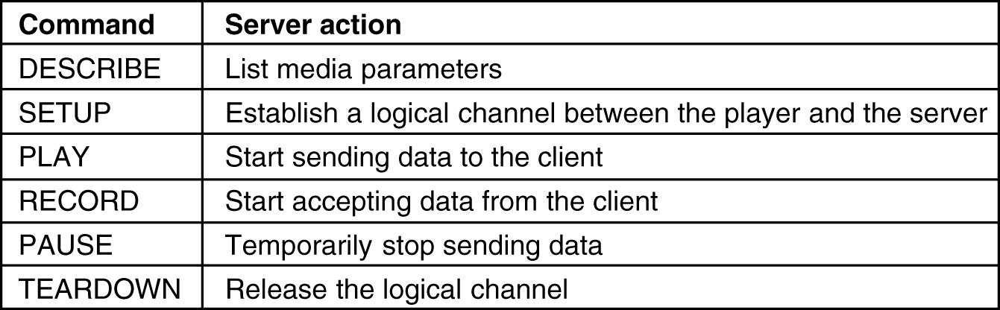 Command Server action
DESCRIBE List media parameters
SETUP Establish a logical channel between the player and the server
PLAY Start sending data to the client
RECORD Start accepting data from the client
PAUSE Temporarily stop sending data
TEARDOWN Release the logical channel